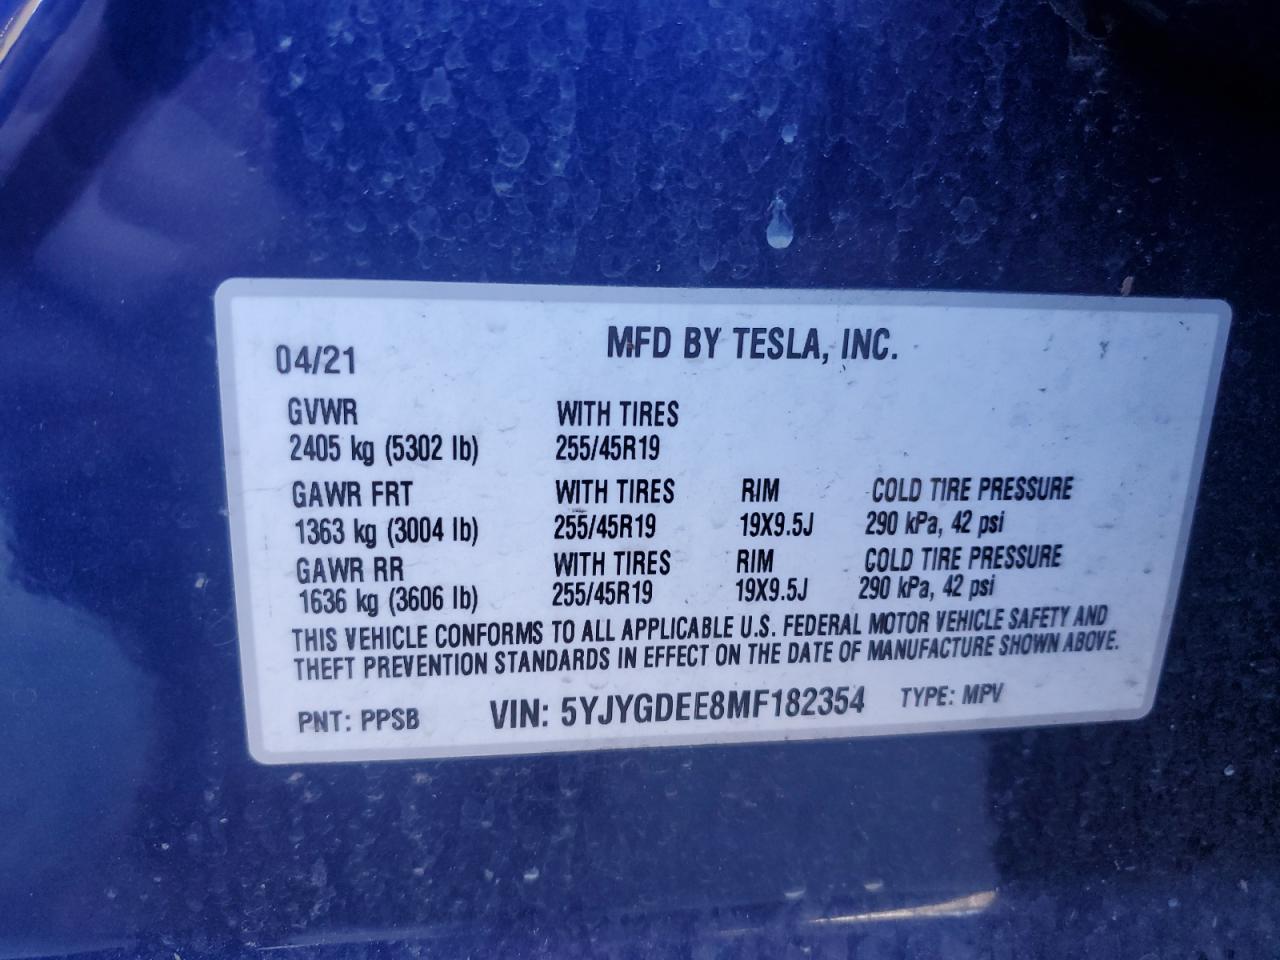 MFD BY TESLA, INC.
04/21
GVWR WITH TIRES
2405 kg (5302 lb) 255/45R19
GAWR FRT WITH TIRES RIM COLD TIRE PRESSURE
1363 kg (3004 lb) 255/45R19 19X9.5J 290 kPa, 42 psi
GAWR RR WITH TIRES RIM COLD TIRE PRESSURE
1636 kg (3606 lb) 255/45R19 19X9.5J 290 kPa, 42 psi
THIS VEHICLE CONFORMS TO ALL APPLICABLE U.S. FEDERAL MOTOR VEHICLE SAFETY AND
THEFT PREVENTION STANDARDS IN EFFECT ON THE DATE OF MANUFACTURE SHOWN ABOVE.
PNT: PPSB VIN: 5YJYGDEE8MF182354 TYPE: MPV